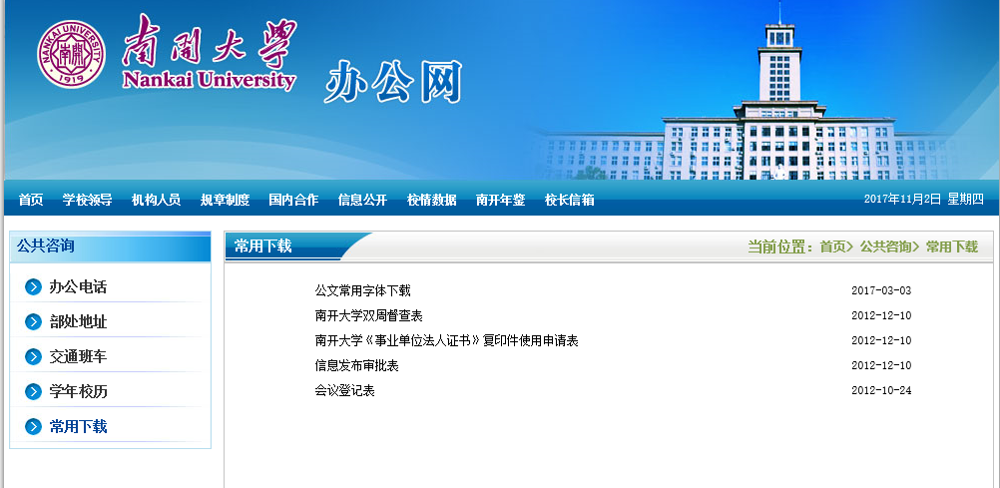 NANKAI UNIVERSITY
南開
1919
南開大學
Nankai University
办公网
首页 学校领导 机构人员 规章制度 国内合作 信息公开 校情数据 南开年鉴 校长信箱 2017年11月2日 星期四
公共咨询
办公电话
部处地址
交通班车
学年校历
常用下载
常用下载 当前位置：首页> 公共咨询> 常用下载
公文常用字体下载 2017-03-03
南开大学双周督查表 2012-12-10
南开大学《事业单位法人证书》复印件使用申请表 2012-12-10
信息发布审批表 2012-12-10
会议登记表 2012-10-24